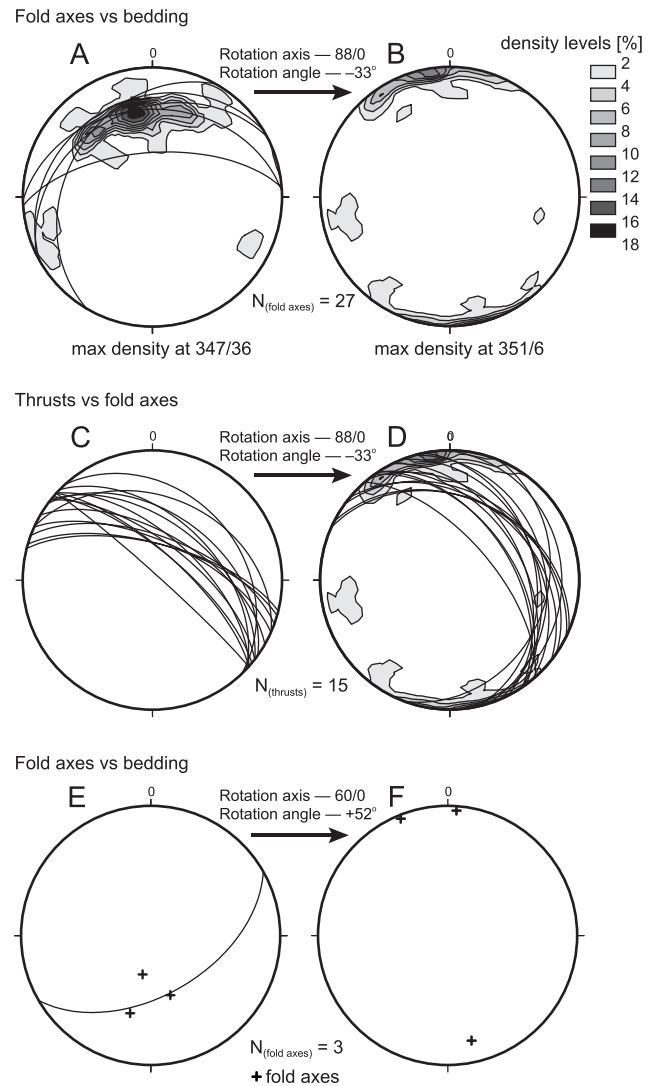 Fold axes vs bedding
A
0
Rotation axis — 88/0
Rotation angle — –33°
B
0
density levels [%]
2
4
6
8
10
12
14
16
18
N(fold axes) = 27
max density at 347/36
max density at 351/6
Thrusts vs fold axes
C
0
Rotation axis — 88/0
Rotation angle — –33°
D
0
N(thrusts) = 15
Fold axes vs bedding
E
0
Rotation axis — 60/0
Rotation angle — +52°
F
0
N(fold axes) = 3
+ fold axes